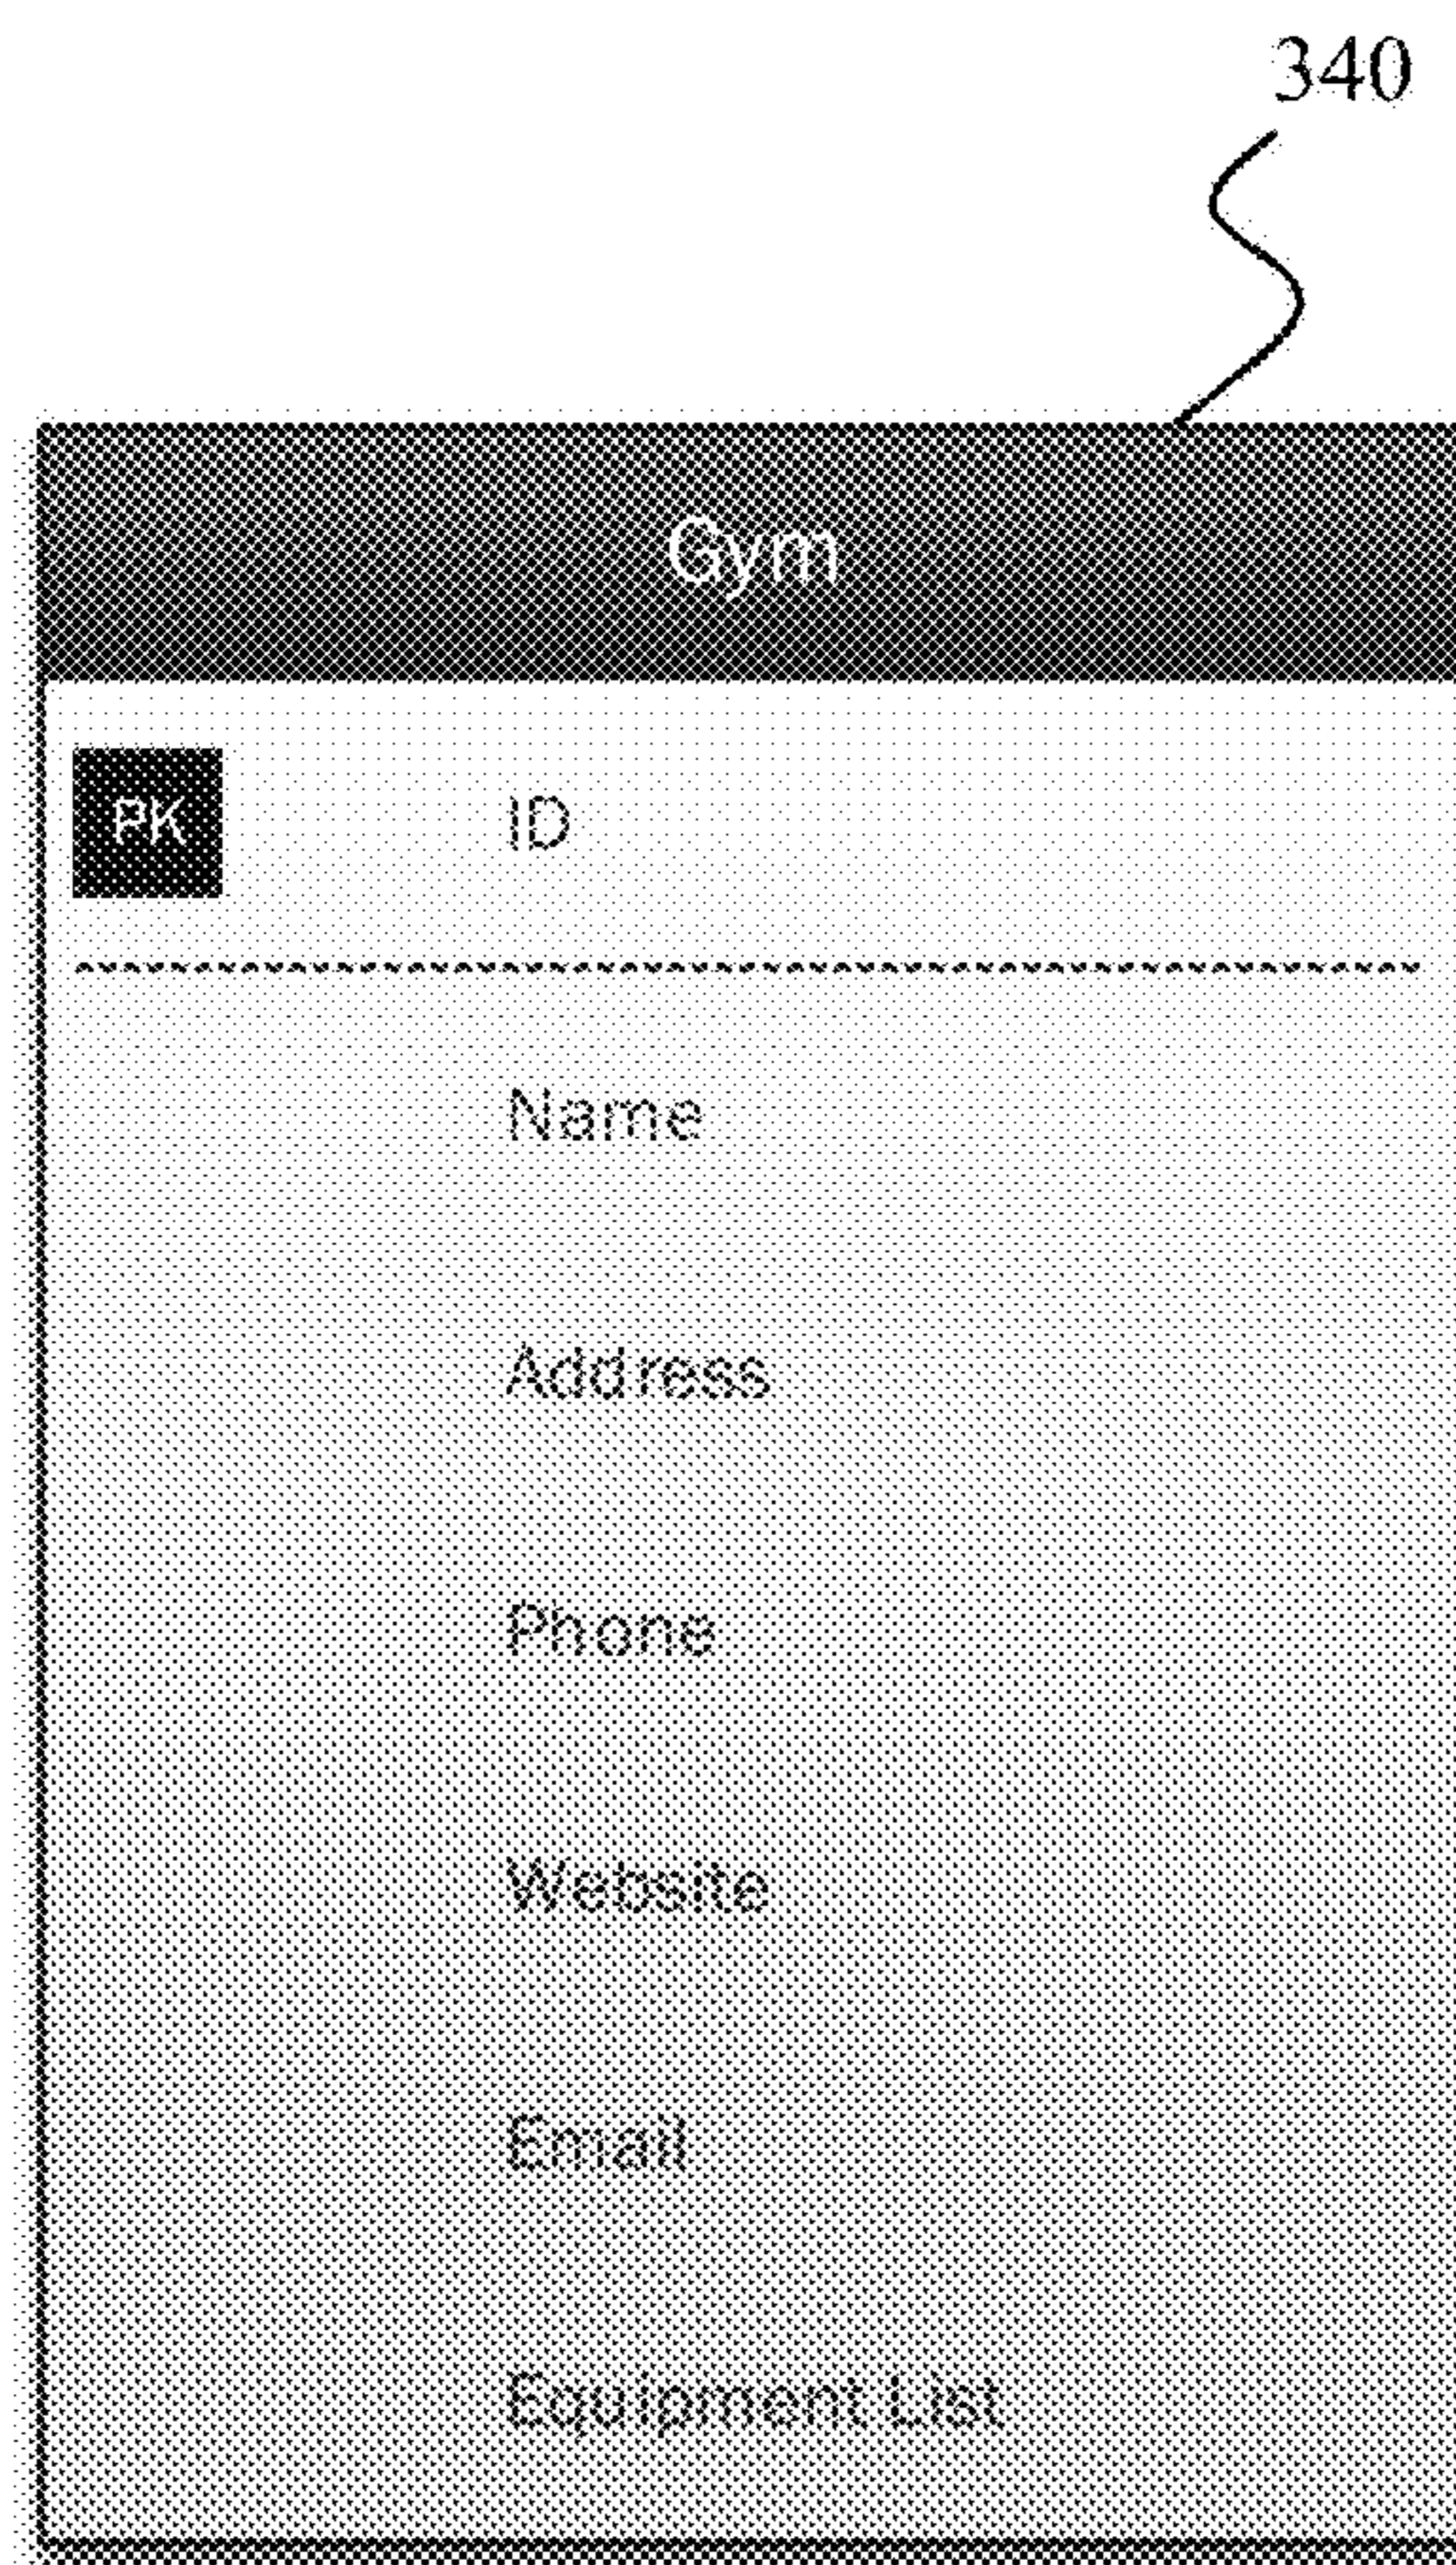 340
Gym
PK ID
Name
Address
Phone
Website
Email
Equipment List